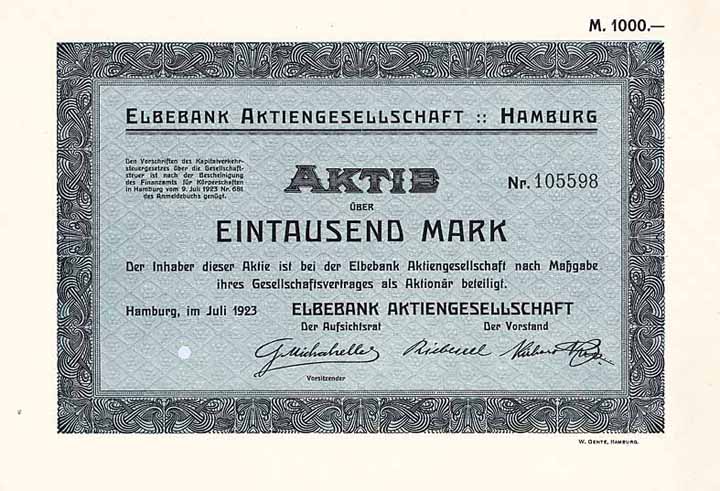 M. 1000.—
ELBEBANK AKTIENGESELLSCHAFT :: HAMBURG
Den Vorschriften des Kapitalverkehr-
steuergesetzes über die Gesellschaft-
steuer ist nach der Bescheinigung
des Finanzamts für Körperschaften
in Hamburg vom 9. Juli 1923 Nr. 681
des Anmeldebuchs genügt.
AKTIE
Nr. 105598
ÜBER
EINTAUSEND MARK
Der Inhaber dieser Aktie ist bei der Elbebank Aktiengesellschaft nach Maßgabe
ihres Gesellschaftsvertrages als Aktionär beteiligt.
Hamburg, im Juli 1923
ELBEBANK AKTIENGESELLSCHAFT
Der Aufsichtsrat
Der Vorstand
Vorsitzender
W. GENTE, HAMBURG.